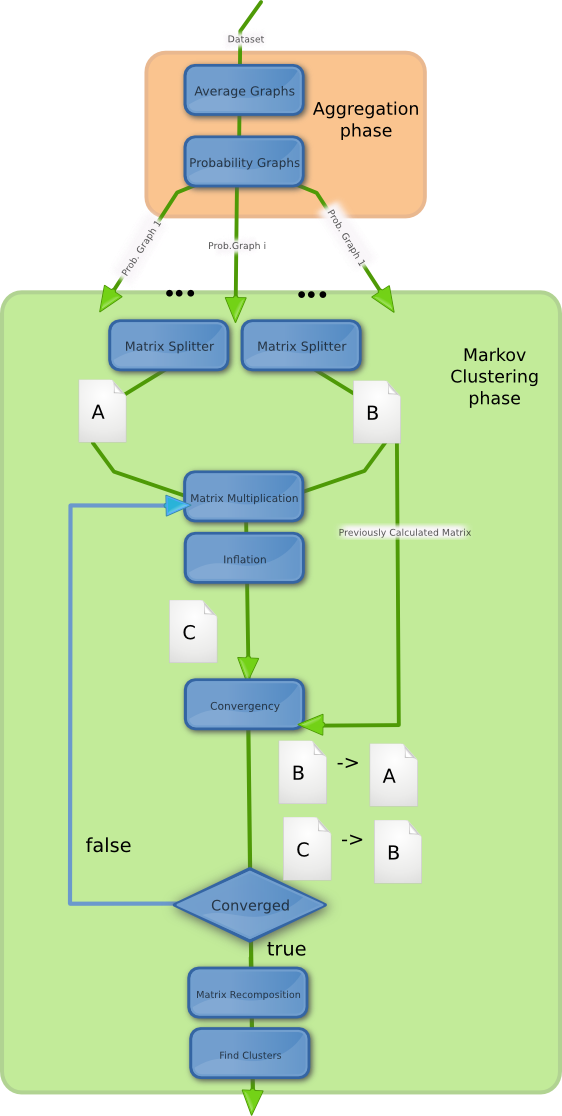 Dataset
Average Graphs
Aggregation
phase
Probability Graphs
Prob. Graph 1
Prob.Graph i
Prob. Graph 1
•••
•••
Matrix Splitter
Matrix Splitter
Markov
Clustering
phase
A
B
Matrix Multiplication
Previously Calculated Matrix
Inflation
C
Convergency
B -> A
C -> B
false
Converged
true
Matrix Recomposition
Find Clusters